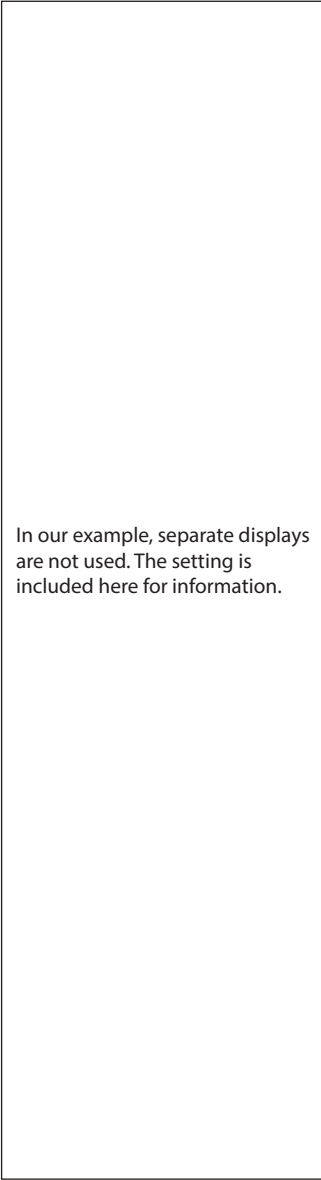 In our example, separate displays
are not used. The setting is
included here for information.